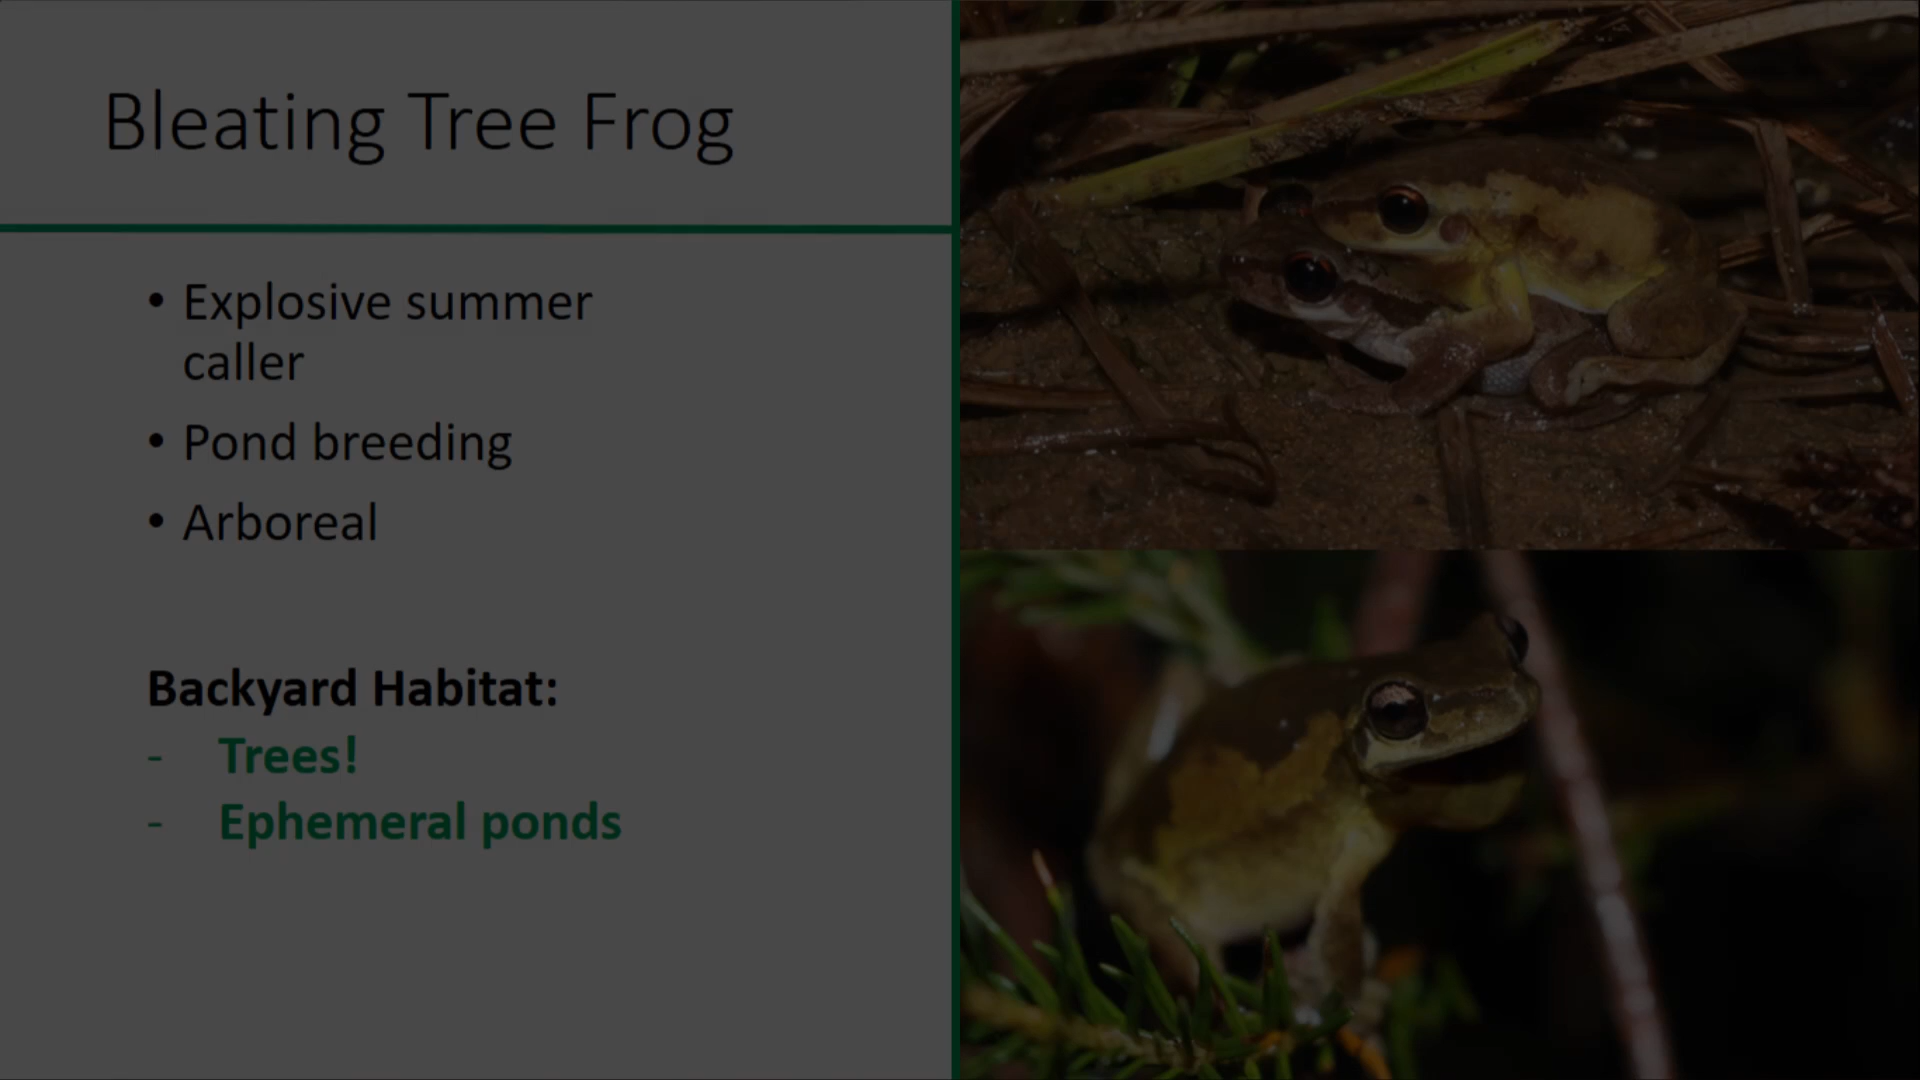 Bleating Tree Frog
• Explosive summer
caller
• Pond breeding
• Arboreal
Backyard Habitat:
- Trees!
- Ephemeral ponds